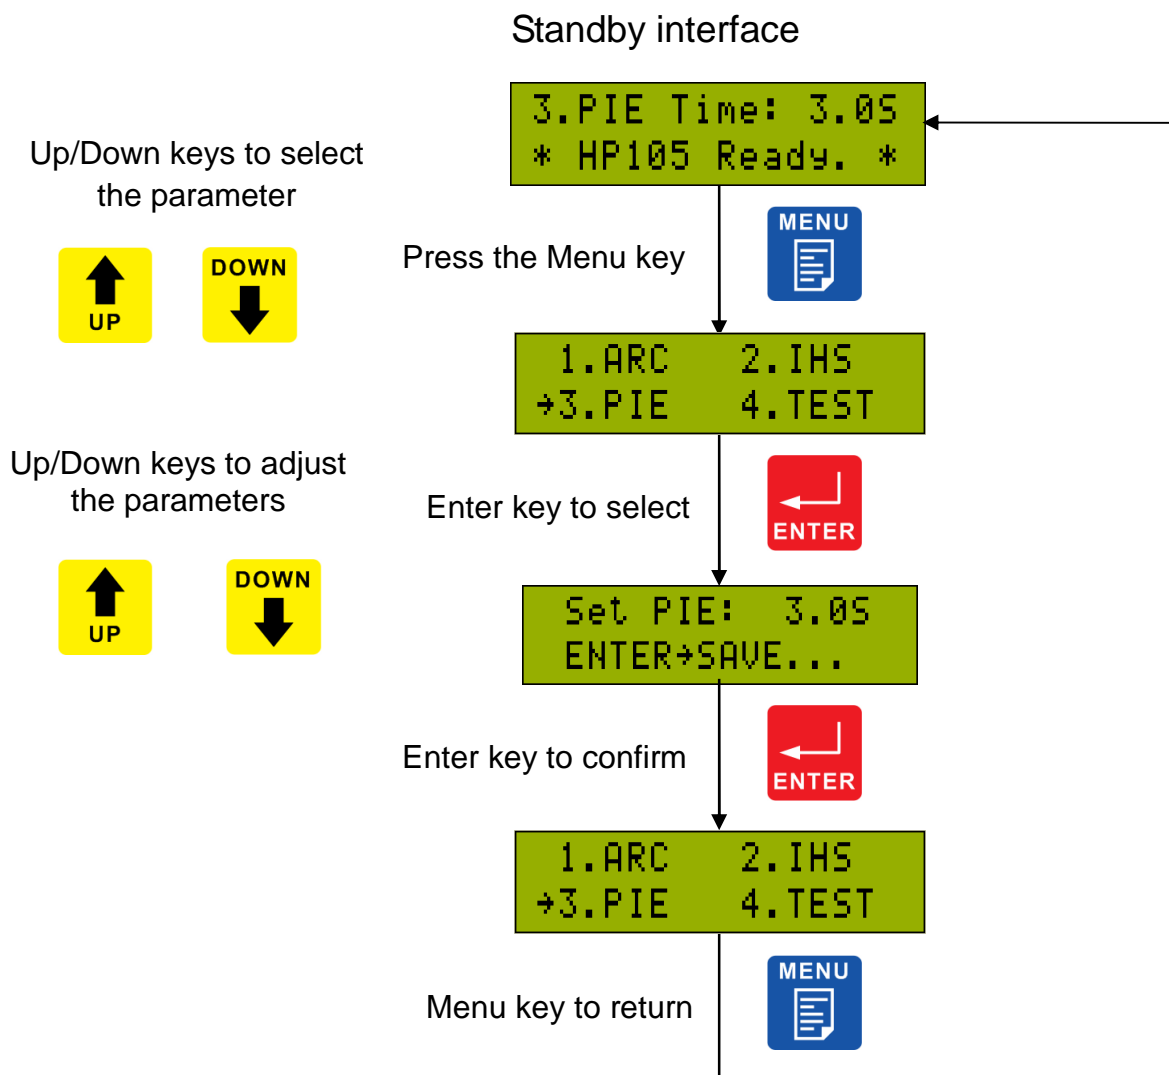 Standby interface
3.PIE Time: 3.0S
* HP105 Ready. *
Up/Down keys to select
the parameter
UP
DOWN
Press the Menu key
MENU
1.ARC 2.IHS
→3.PIE 4.TEST
Up/Down keys to adjust
the parameters
UP
DOWN
Enter key to select
ENTER
Set PIE: 3.0S
ENTER→SAVE...
Enter key to confirm
ENTER
1.ARC 2.IHS
→3.PIE 4.TEST
Menu key to return
MENU